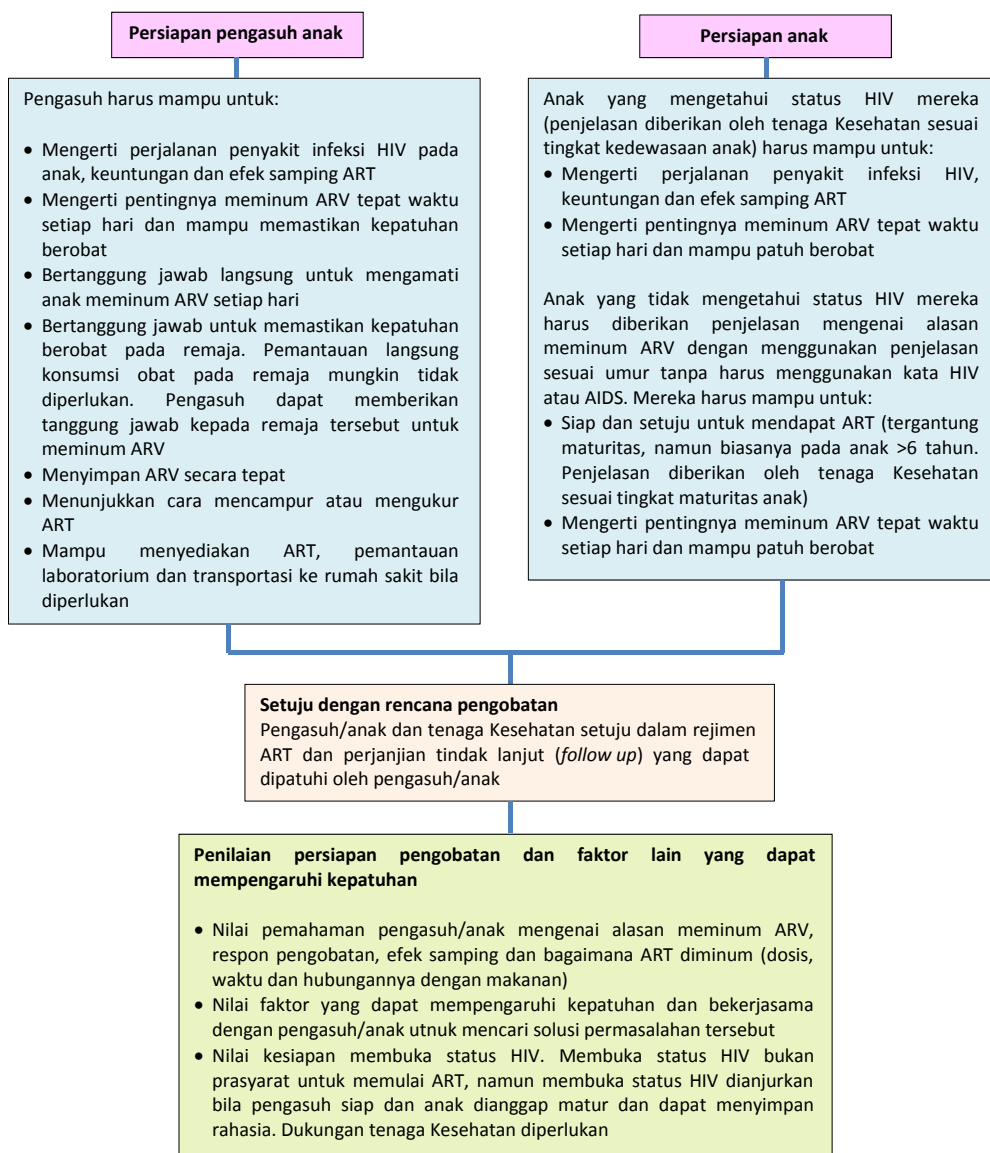 Persiapan pengasuh anak
Pengasuh harus mampu untuk:
• Mengerti perjalanan penyakit infeksi HIV pada
anak, keuntungan dan efek samping ART
• Mengerti pentingnya meminum ARV tepat waktu
setiap hari dan mampu memastikan kepatuhan
berobat
• Bertanggung jawab langsung untuk mengamati
anak meminum ARV setiap hari
• Bertanggung jawab untuk memastikan kepatuhan
berobat pada remaja. Pemantauan langsung
konsumsi obat pada remaja mungkin tidak
diperlukan. Pengasuh dapat memberikan
tanggung jawab kepada remaja tersebut untuk
meminum ARV
• Menyimpan ARV secara tepat
• Menunjukkan cara mencampur atau mengukur
ART
• Mampu menyediakan ART, pemantauan
laboratorium dan transportasi ke rumah sakit bila
diperlukan
Persiapan anak
Anak yang mengetahui status HIV mereka
(penjelasan diberikan oleh tenaga Kesehatan sesuai
tingkat kedewasaan anak) harus mampu untuk:
• Mengerti perjalanan penyakit infeksi HIV,
keuntungan dan efek samping ART
• Mengerti pentingnya meminum ARV tepat waktu
setiap hari dan mampu patuh berobat
Anak yang tidak mengetahui status HIV mereka
harus diberikan penjelasan mengenai alasan
meminum ARV dengan menggunakan penjelasan
sesuai umur tanpa harus menggunakan kata HIV
atau AIDS. Mereka harus mampu untuk:
• Siap dan setuju untuk mendapat ART (tergantung
maturitas, namun biasanya pada anak >6 tahun.
Penjelasan diberikan oleh tenaga Kesehatan
sesuai tingkat maturitas anak)
• Mengerti pentingnya meminum ARV tepat waktu
setiap hari dan mampu patuh berobat
Setuju dengan rencana pengobatan
Pengasuh/anak dan tenaga Kesehatan setuju dalam rejimen
ART dan perjanjian tindak lanjut (follow up) yang dapat
dipatuhi oleh pengasuh/anak
Penilaian persiapan pengobatan dan faktor lain yang dapat
mempengaruhi kepatuhan
• Nilai pemahaman pengasuh/anak mengenai alasan meminum ARV,
respon pengobatan, efek samping dan bagaimana ART diminum (dosis,
waktu dan hubungannya dengan makanan)
• Nilai faktor yang dapat mempengaruhi kepatuhan dan bekerjasama
dengan pengasuh/anak utnuk mencari solusi permasalahan tersebut
• Nilai kesiapan membuka status HIV. Membuka status HIV bukan
prasyarat untuk memulai ART, namun membuka status HIV dianjurkan
bila pengasuh siap dan anak dianggap matur dan dapat menyimpan
rahasia. Dukungan tenaga Kesehatan diperlukan